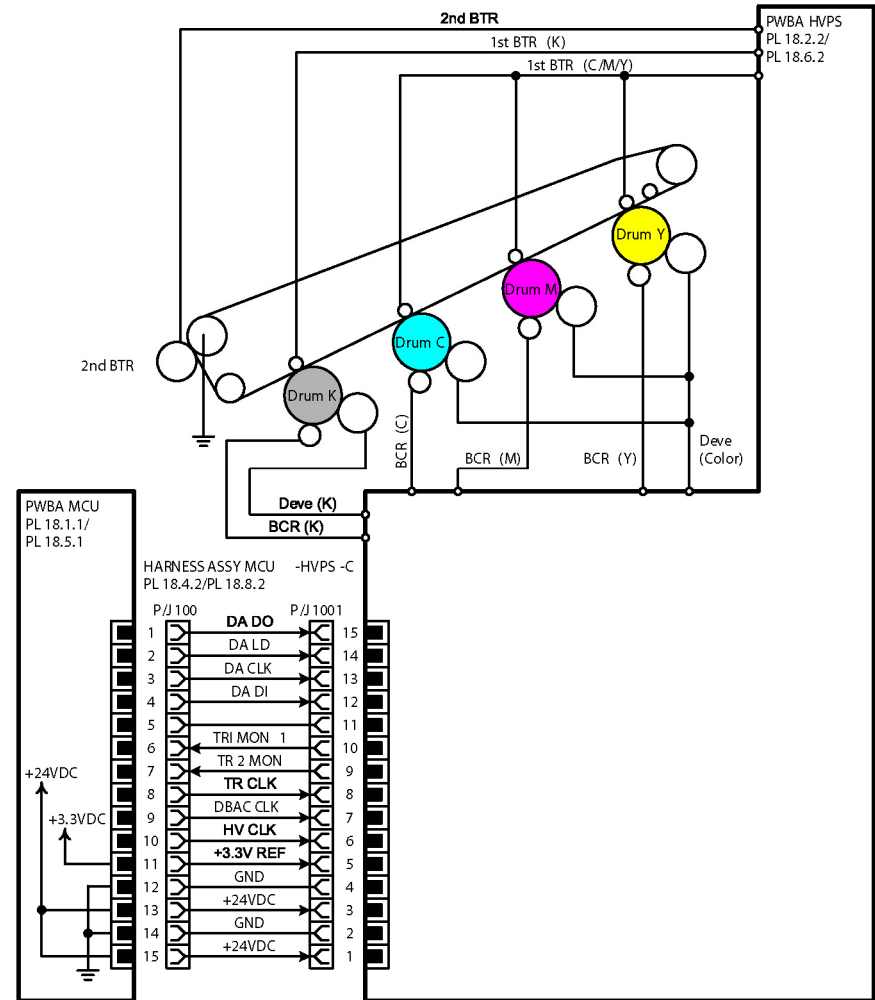 2nd BTR
1st BTR (K)
1st BTR (C/M/Y)
PWBA HVPS
PL 18.2.2/
PL 18.6.2
Drum Y
Drum M
Drum C
Drum K
2nd BTR
BCR (C)
BCR (M)
BCR (Y)
Deve
(Color)
Deve (K)
BCR (K)
PWBA MCU
PL 18.1.1/
PL 18.5.1
HARNESS ASSY MCU -HVPS -C
PL 18.4.2/PL 18.8.2
P/J100 P/J1001
1 DA DO 15
2 DA LD 14
3 DA CLK 13
4 DA DI 12
5 11
6 TRI MON 1 10
7 TR 2 MON 9
8 TR CLK 8
9 DBAC CLK 7
10 HV CLK 6
11 +3.3V REF 5
12 GND 4
13 +24VDC 3
14 GND 2
15 +24VDC 1
+24VDC
+3.3VDC